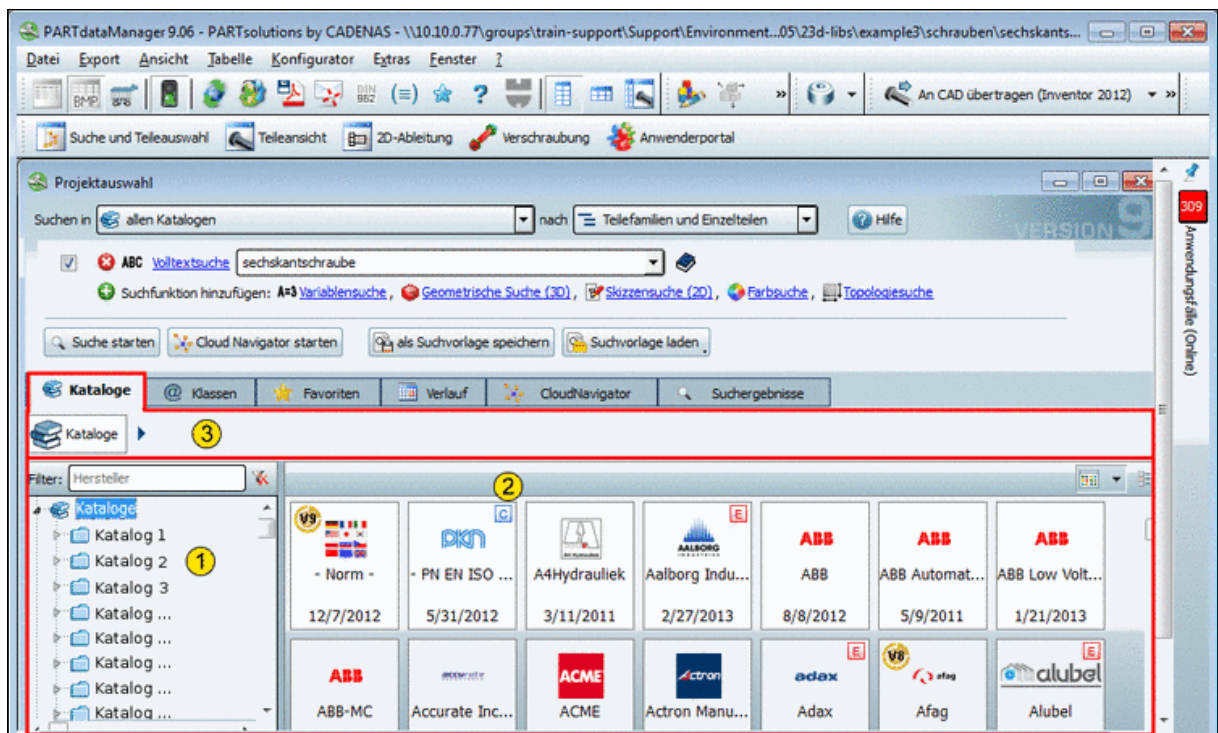 PARTdataManager 9.06 - PARTsolutions by CADENAS - \\10.10.0.77\groups\train-support\Support\Environment...05\23d-libs\example3\schrauben\sechskants...
Datei Export Ansicht Tabelle Konfigurator Extras Fenster ?
BMP DIN 962 (=) ? » An CAD übertragen (Inventor 2012) »
Suche und Teileauswahl Teileansicht 2D-Ableitung Verschraubung Anwenderportal
Projektauswahl
Suchen in allen Katalogen nach Teilefamilien und Einzelteilen ? Hilfe
VERSION 9
309
Anwendungsfälle (Online)
ABC Volltextsuche sechskantschraube
Suchfunktion hinzufügen: A=3 Variablensuche , Geometrische Suche (3D) , Skizzensuche (2D) , Farbsuche , Topologiesuche
Suche starten Cloud Navigator starten als Suchvorlage speichern Suchvorlage laden
Kataloge @ Klassen Favoriten Verlauf CloudNavigator Suchergebnisse
Kataloge 3
Filter: Hersteller
2
Kataloge
Katalog 1
Katalog 2 1
Katalog 3
Katalog ...
Katalog ...
Katalog ...
Katalog ...
Katalog ...
V9 C E
PKN AALBORG INDUSTRIES ABB ABB ABB
- Norm - - PN EN ISO ... A4Hydrauliek Aalborg Indu... ABB ABB Automat... ABB Low Volt...
12/7/2012 5/31/2012 3/11/2011 2/27/2013 8/8/2012 5/9/2011 1/21/2013
E V8 E
ABB accurate ACME Actron adax afag alubel
ABB-MC Accurate Inc... ACME Actron Manu... Adax Afag Alubel